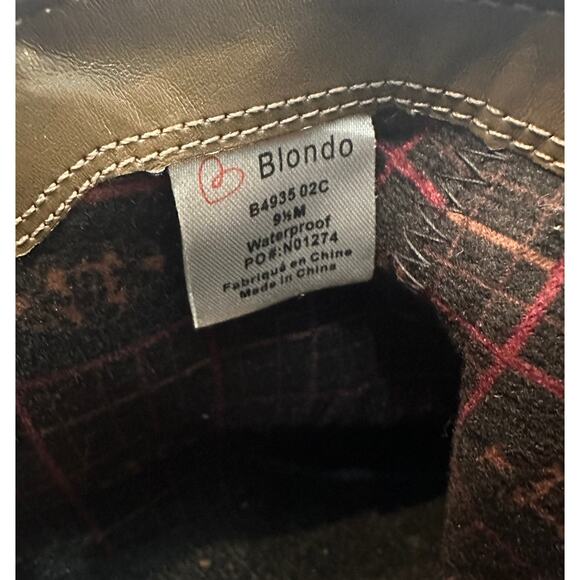 Blondo
B4935 02C
9½M
Waterproof
PO#:N01274
Fabriqué en Chine
Made in China